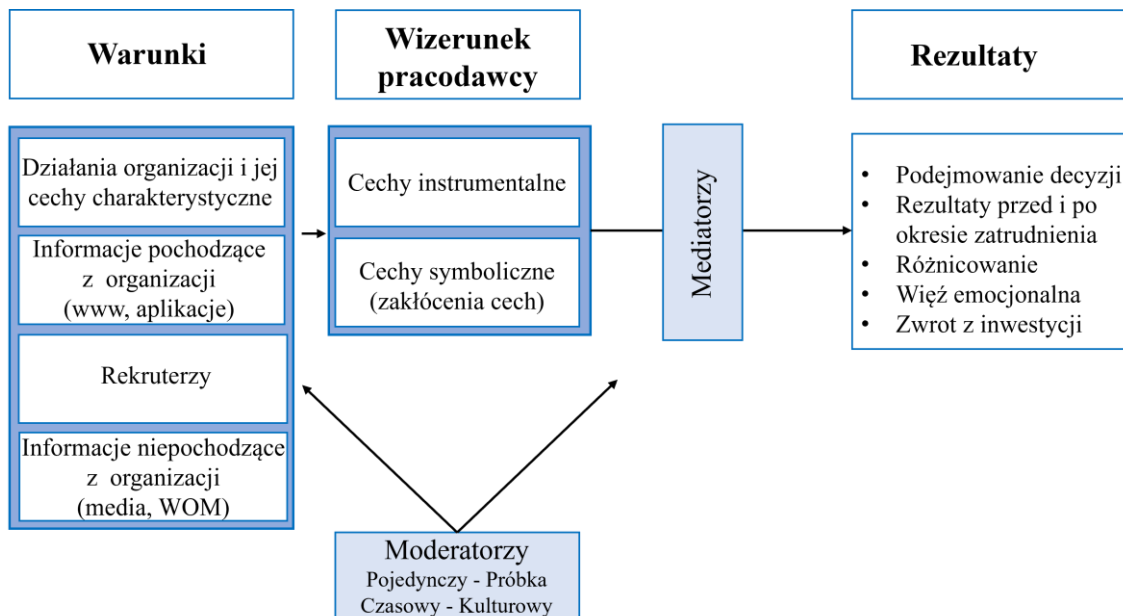 Warunki
Wizerunek
pracodawcy
Rezultaty
Działania organizacji i jej
cechy charakterystyczne
Informacje pochodzące
z organizacji
(www, aplikacje)
Rekruterzy
Informacje niepochodzące
z organizacji
(media, WOM)
Cechy instrumentalne
Cechy symboliczne
(zakłócenia cech)
Mediatorzy
• Podejmowanie decyzji
• Rezultaty przed i po
okresie zatrudnienia
• Różnicowanie
• Więź emocjonalna
• Zwrot z inwestycji
Moderatorzy
Pojedynczy - Próbka
Czasowy - Kulturowy